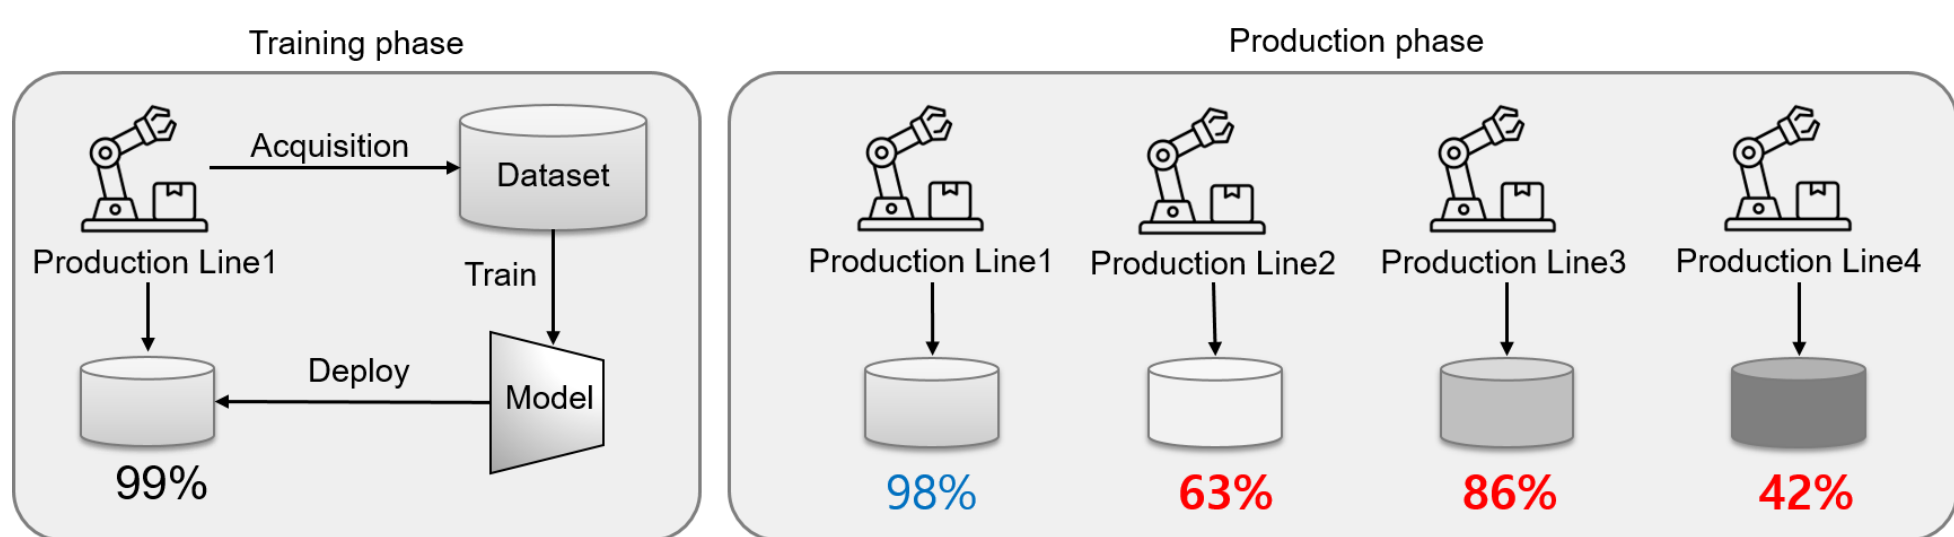 Training phase
Production phase
Acquisition
Dataset
Production Line1
Train
Deploy
Model
99%
Production Line1
Production Line2
Production Line3
Production Line4
98%
63%
86%
42%